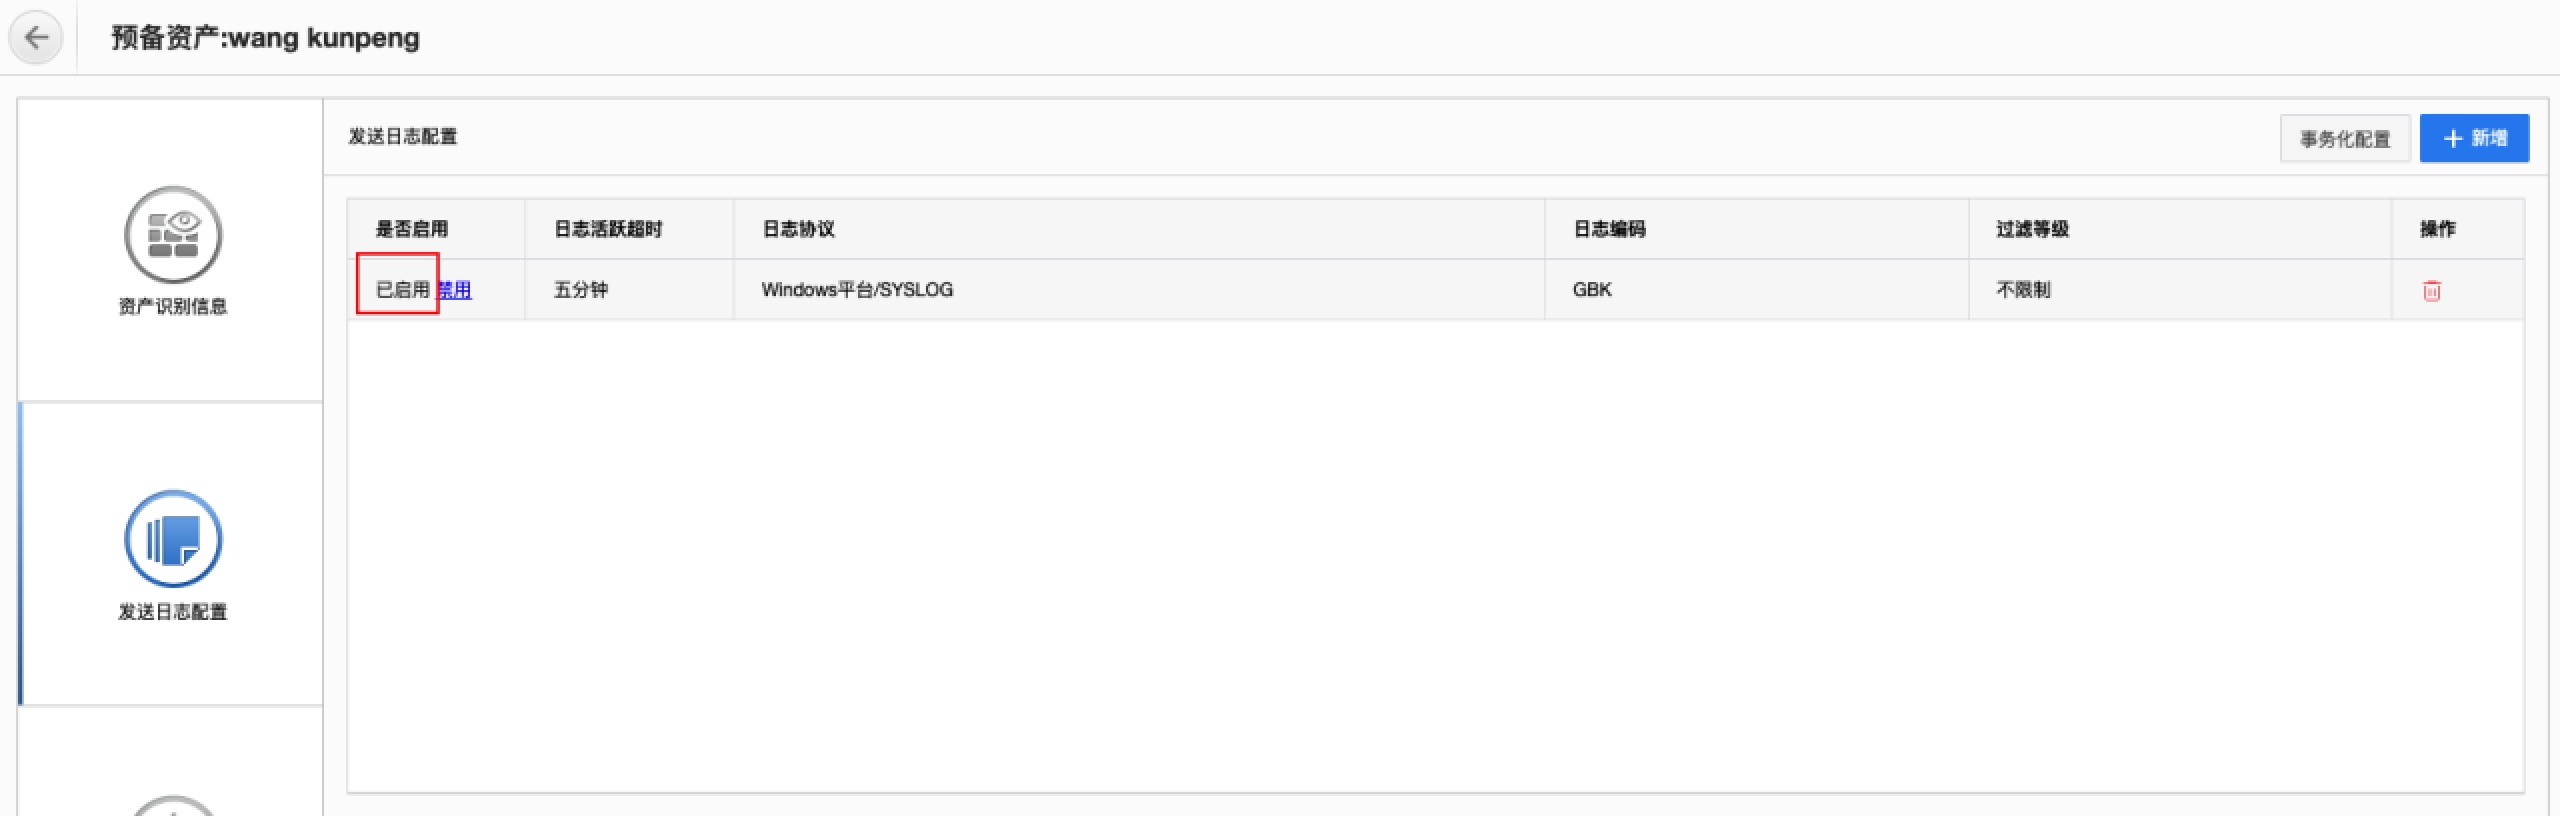 预备资产:wang kunpeng
资产识别信息
发送日志配置
发送日志配置
事务化配置
新增
是否启用 日志活跃超时 日志协议 日志编码 过滤等级 操作
已启用 禁用 五分钟 Windows平台/SYSLOG GBK 不限制